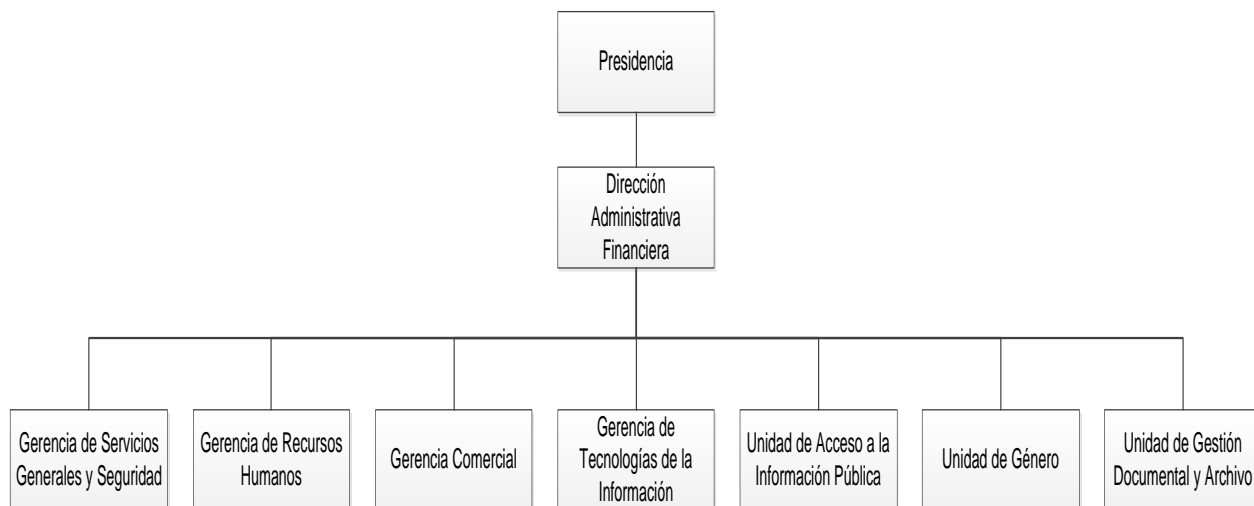 Presidencia
Dirección
Administrativa
Financiera
Gerencia de Servicios
Generales y Seguridad
Gerencia de Recursos
Humanos
Gerencia Comercial
Gerencia de
Tecnologías de la
Información
Unidad de Acceso a la
Información Pública
Unidad de Género
Unidad de Gestión
Documental y Archivo